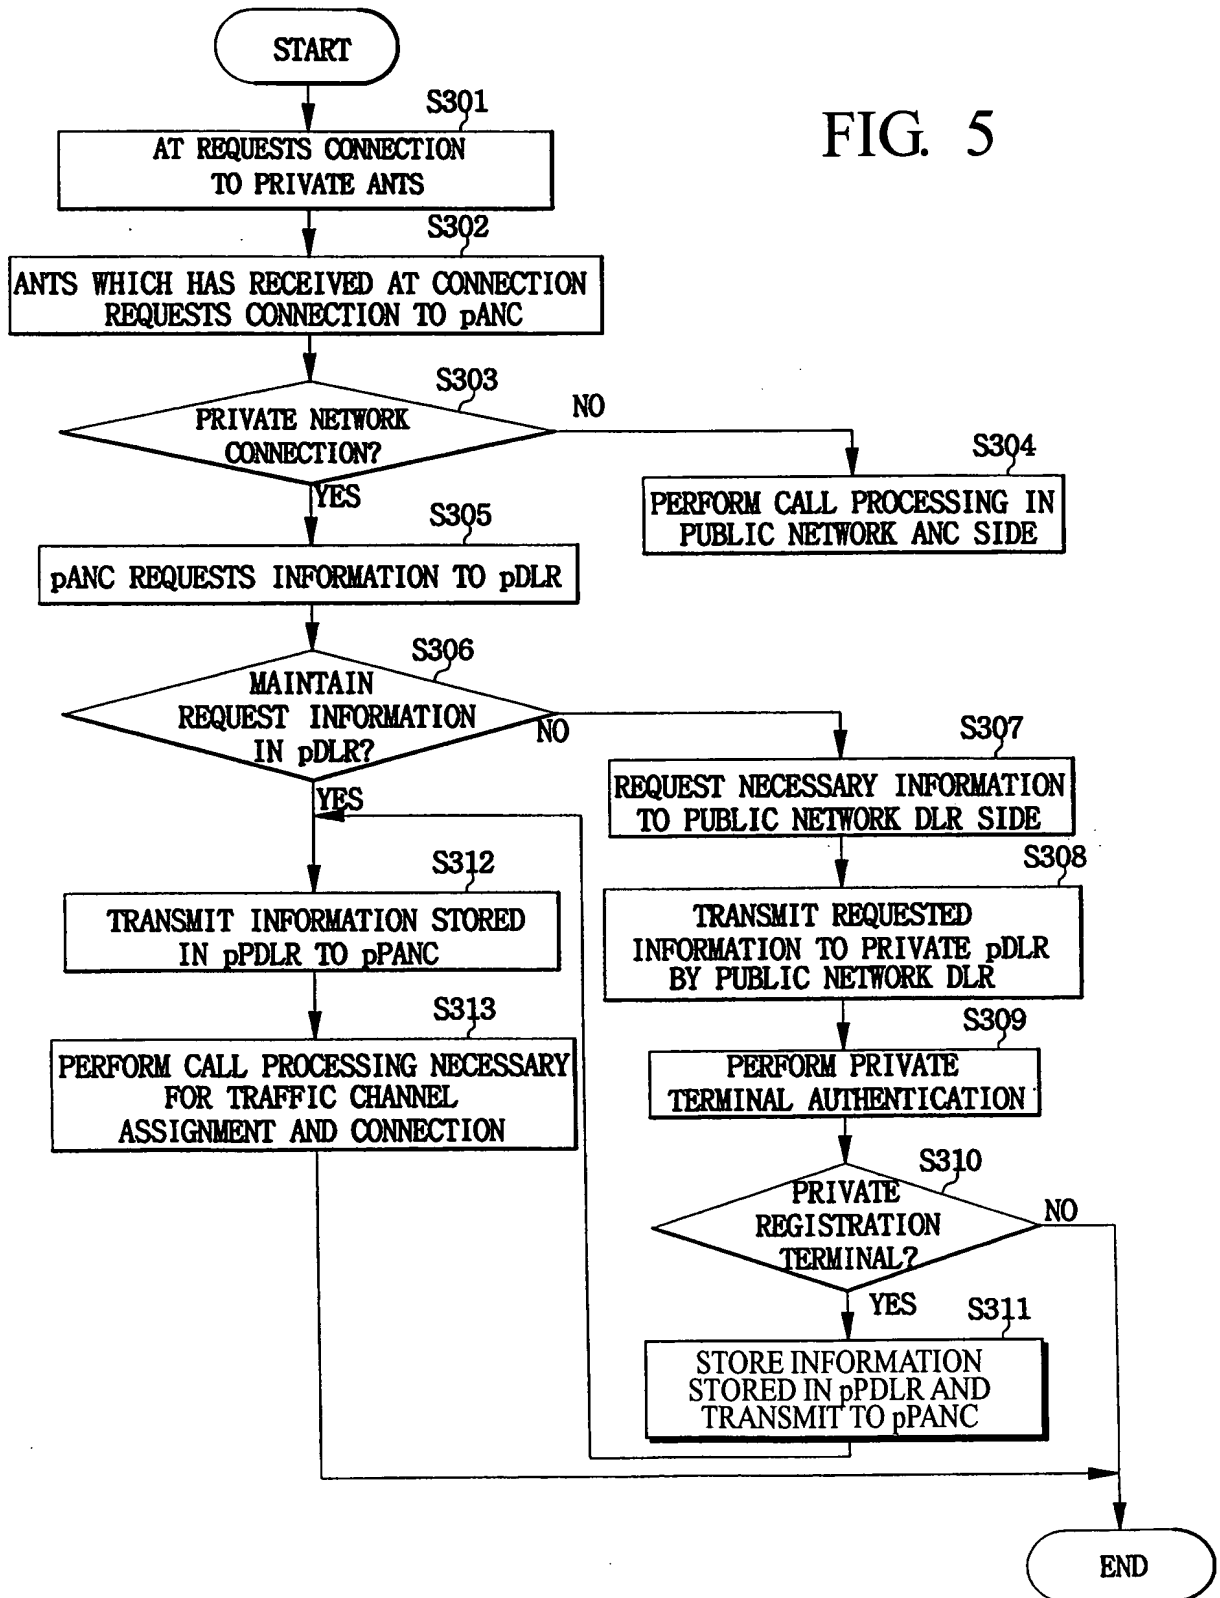 START
FIG. 5
S301
AT REQUESTS CONNECTION
TO PRIVATE ANTS
S302
ANTS WHICH HAS RECEIVED AT CONNECTION
REQUESTS CONNECTION TO pANC
S303
PRIVATE NETWORK
CONNECTION?
NO
YES
S304
PERFORM CALL PROCESSING IN
PUBLIC NETWORK ANC SIDE
S305
pANC REQUESTS INFORMATION TO pDLR
S306
MAINTAIN
REQUEST INFORMATION
IN pDLR?
NO
YES
S307
REQUEST NECESSARY INFORMATION
TO PUBLIC NETWORK DLR SIDE
S308
TRANSMIT REQUESTED
INFORMATION TO PRIVATE pDLR
BY PUBLIC NETWORK DLR
S312
TRANSMIT INFORMATION STORED
IN pPDLR TO pPANC
S309
PERFORM PRIVATE
TERMINAL AUTHENTICATION
S313
PERFORM CALL PROCESSING NECESSARY
FOR TRAFFIC CHANNEL
ASSIGNMENT AND CONNECTION
S310
PRIVATE
REGISTRATION
TERMINAL?
NO
YES
S311
STORE INFORMATION
STORED IN pPDLR AND
TRANSMIT TO pPANC
END